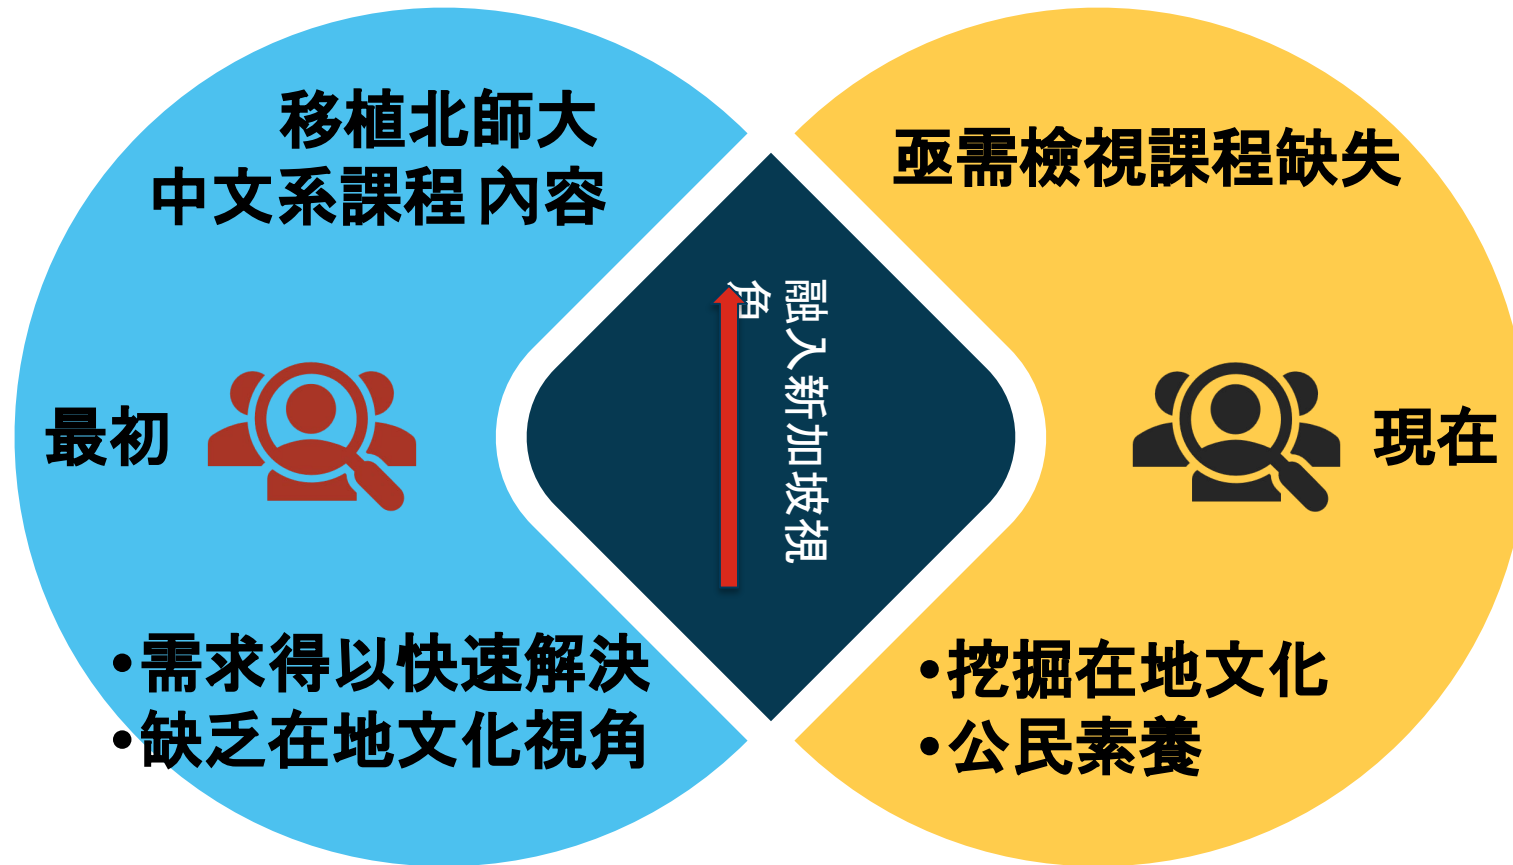 移植北師大
中文系課程 內容
最初
•需求得以快速解決
•缺乏在地文化視角
融入新加坡視
角
亟需檢視課程缺失
現在
•挖掘在地文化
•公民素養